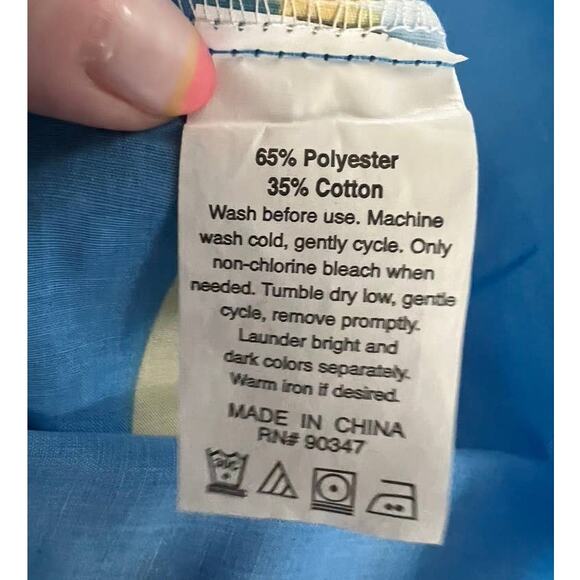 65% Polyester
35% Cotton
Wash before use. Machine
wash cold, gently cycle. Only
non-chlorine bleach when
needed. Tumble dry low, gentle
cycle, remove promptly.
Launder bright and
dark colors separately.
Warm iron if desired.
MADE IN CHINA
RN# 90347